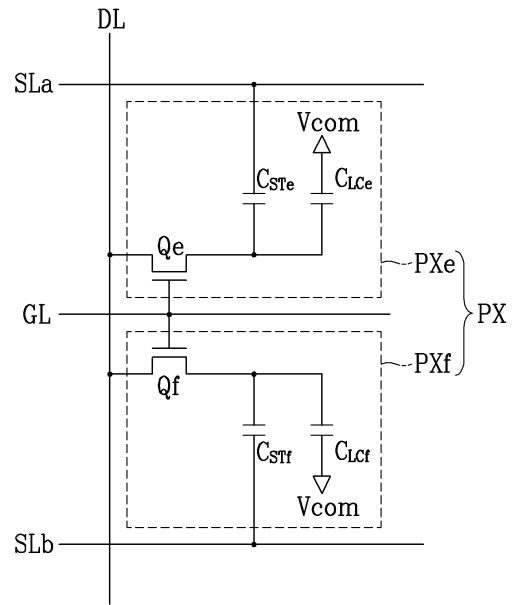 DL
SLa
Vcom
CSTe
CLCe
Qe
PXe
GL
PX
PXf
Qf
CSTf
CLCf
Vcom
SLb